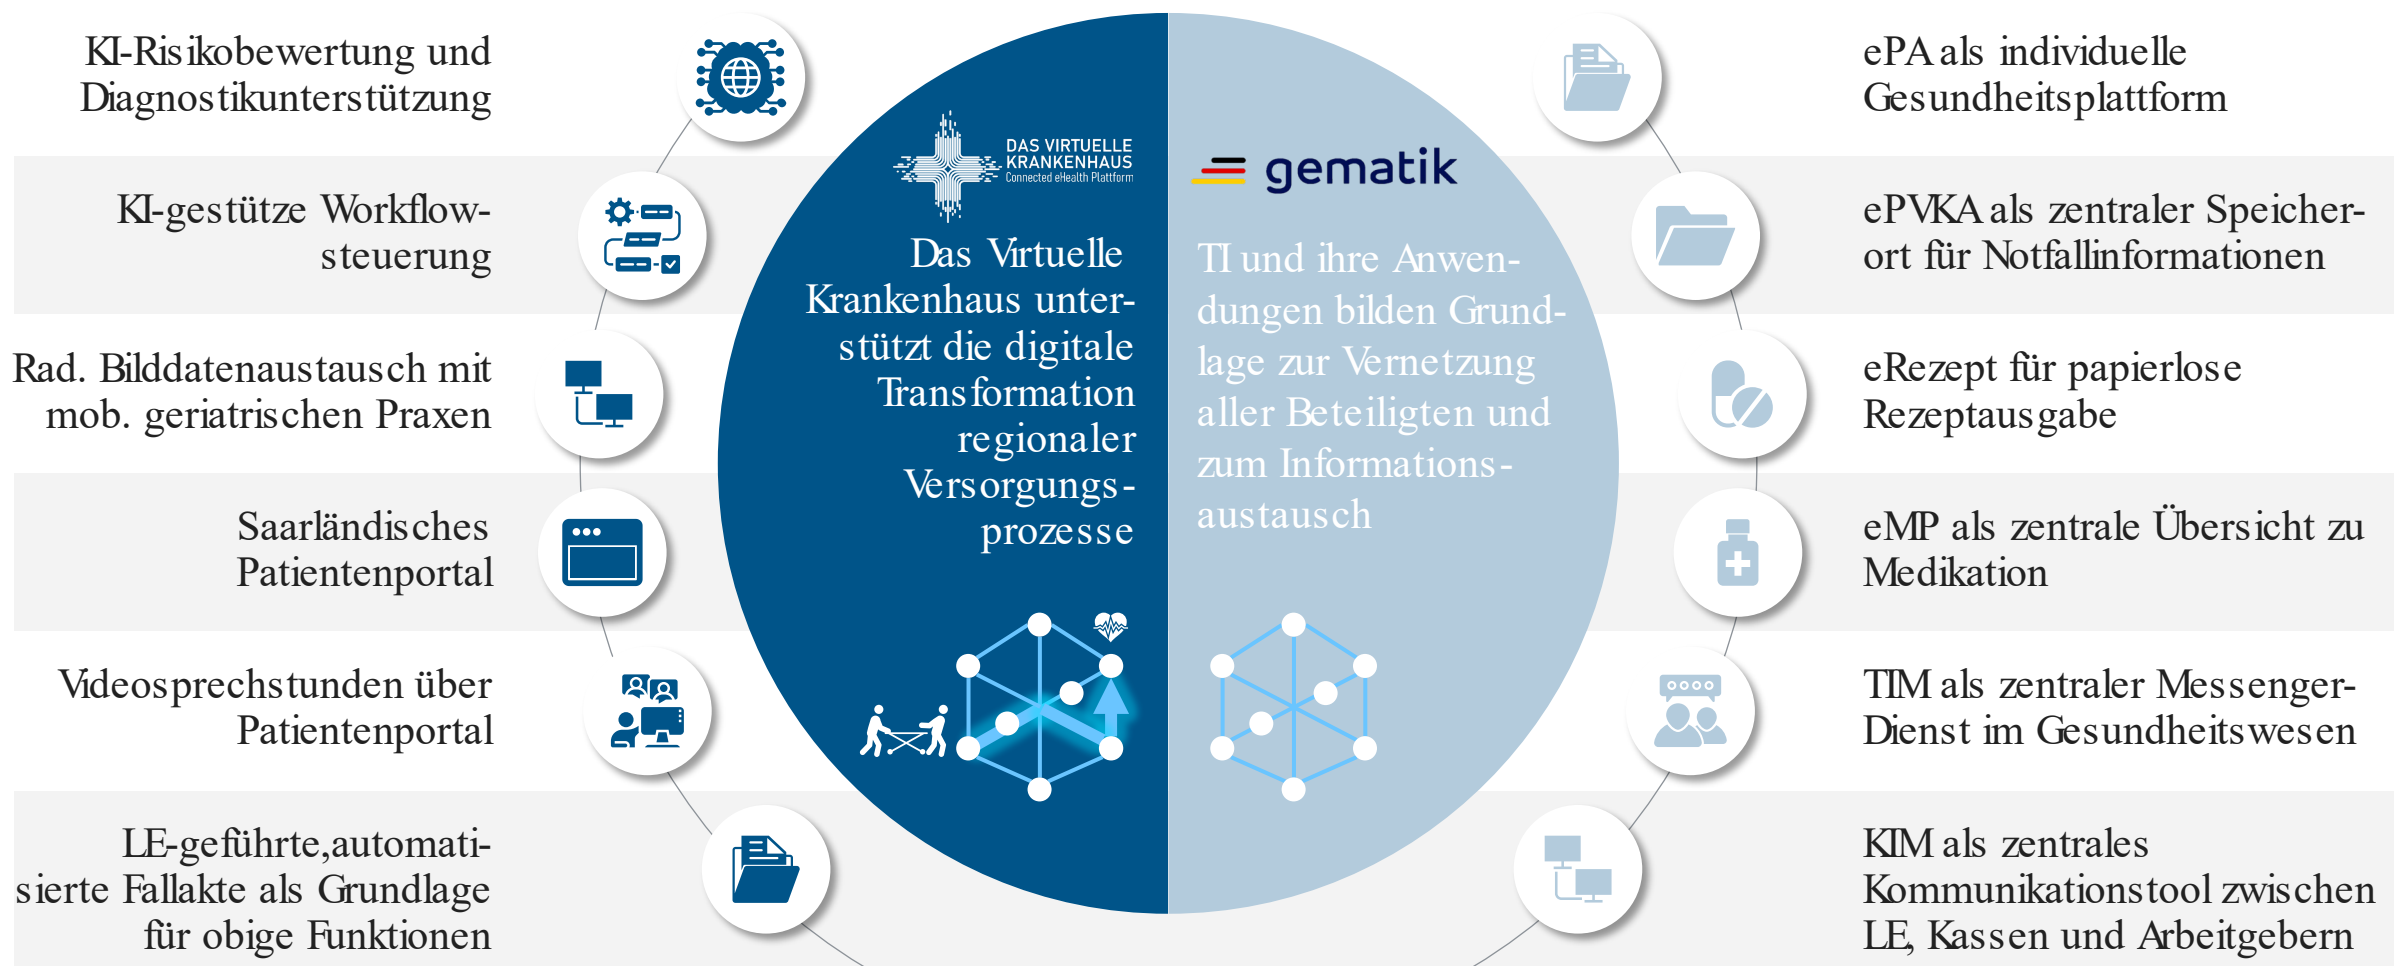 KI-Risikobewertung und
Diagnostikunterstützung
KI-gestütze Workflow-
steuerung
Rad. Bilddatenaustausch mit
mob. geriatrischen Praxen
Saarländisches
Patientenportal
Videosprechstunden über
Patientenportal
LE-geführte,automati-
sierte Fallakte als Grundlage
für obige Funktionen
DAS VIRTUELLE
KRANKENHAUS
Connected eHealth Plattform
Das Virtuelle
Krankenhaus unter-
stützt die digitale
Transformation
regionaler
Versorgungs-
prozesse
gematik
TI und ihre Anwen-
dungen bilden Grund-
lage zur Vernetzung
aller Beteiligten und
zum Informations-
austausch
ePA als individuelle
Gesundheitsplattform
ePVKA als zentraler Speicher-
ort für Notfallinformationen
eRezept für papierlose
Rezeptausgabe
eMP als zentrale Übersicht zu
Medikation
TIM als zentraler Messenger-
Dienst im Gesundheitswesen
KIM als zentrales
Kommunikationstool zwischen
LE, Kassen und Arbeitgebern